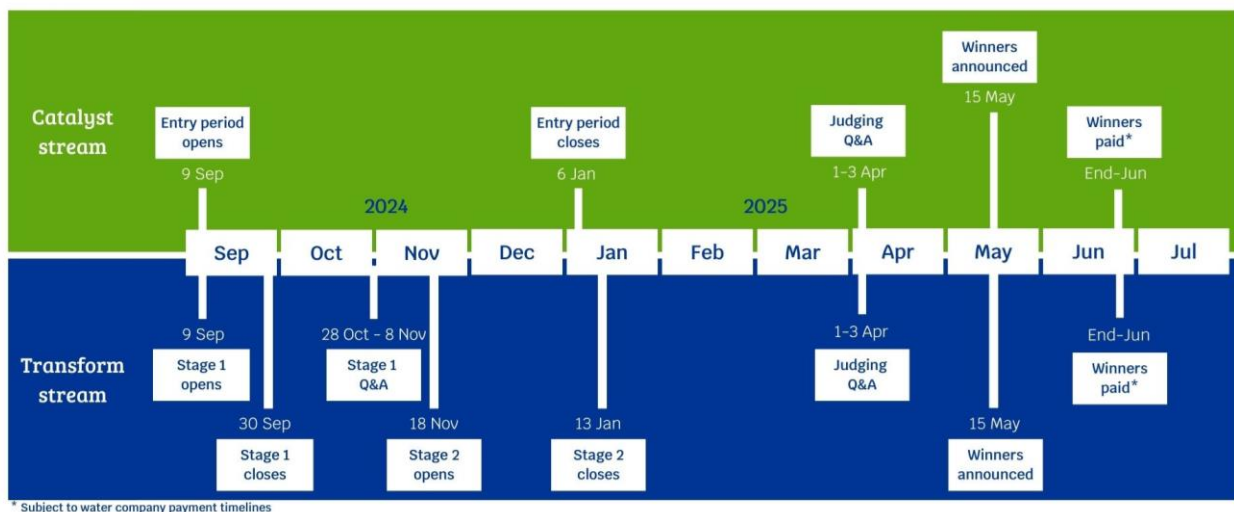 Catalyst
stream
Entry period
opens
9 Sep
Entry period
closes
6 Jan
Judging
Q&A
1-3 Apr
Winners
announced
15 May
Winners
paid*
End-Jun
2024
2025
Sep
Oct
Nov
Dec
Jan
Feb
Mar
Apr
May
Jun
Jul
Transform
stream
9 Sep
Stage 1
opens
30 Sep
Stage 1
closes
28 Oct - 8 Nov
Stage 1
Q&A
18 Nov
Stage 2
opens
13 Jan
Stage 2
closes
1-3 Apr
Judging
Q&A
15 May
Winners
announced
End-Jun
Winners
paid*
* Subject to water company payment timelines